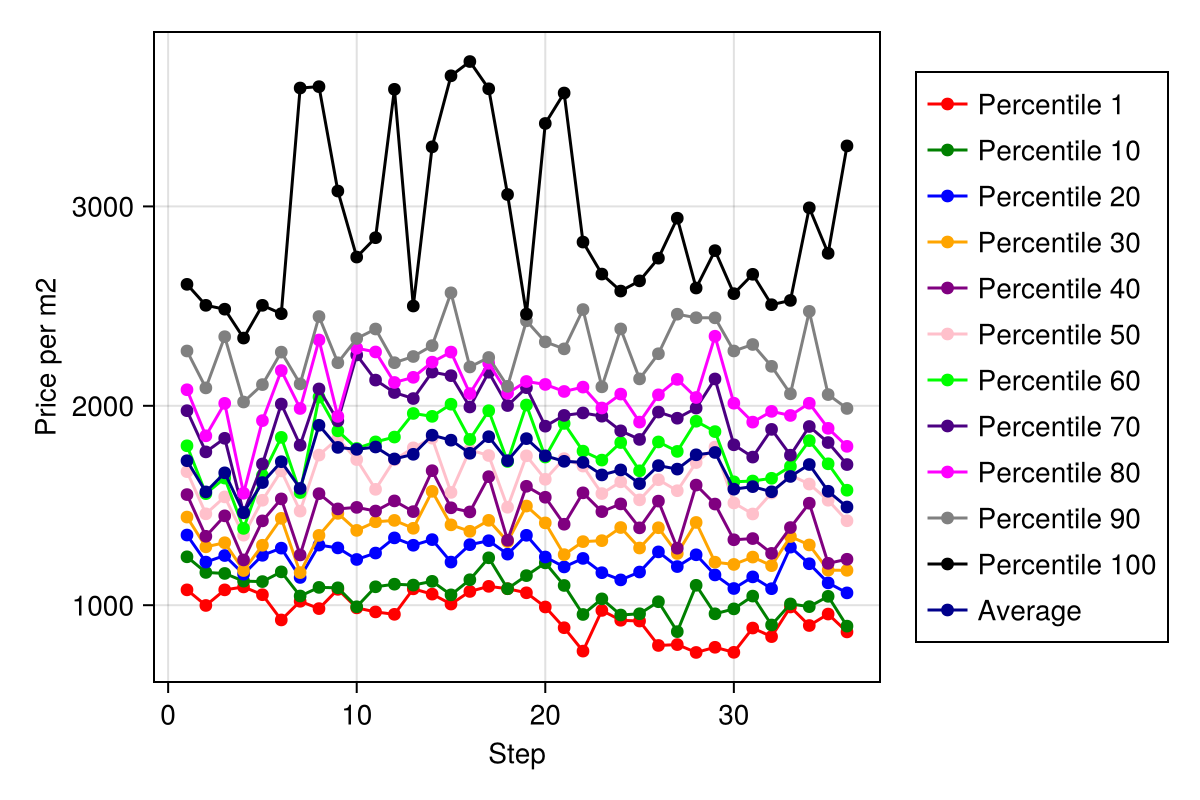 Price per m2
3000
2000
1000
0
10
20
30
Step
Percentile 1
Percentile 10
Percentile 20
Percentile 30
Percentile 40
Percentile 50
Percentile 60
Percentile 70
Percentile 80
Percentile 90
Percentile 100
Average